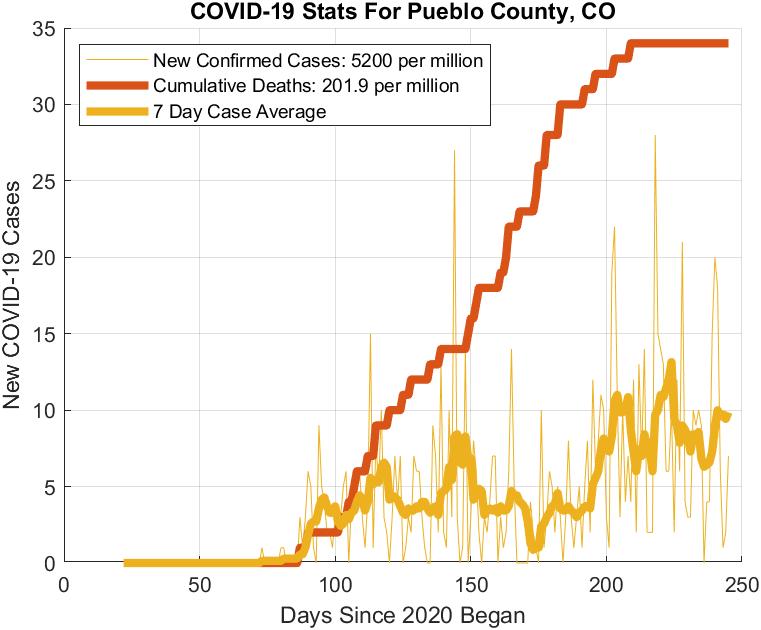 COVID-19 Stats For Pueblo County, CO
New Confirmed Cases: 5200 per million
Cumulative Deaths: 201.9 per million
7 Day Case Average
New COVID-19 Cases
35
30
25
20
15
10
5
0
0 50 100 150 200 250
Days Since 2020 Began